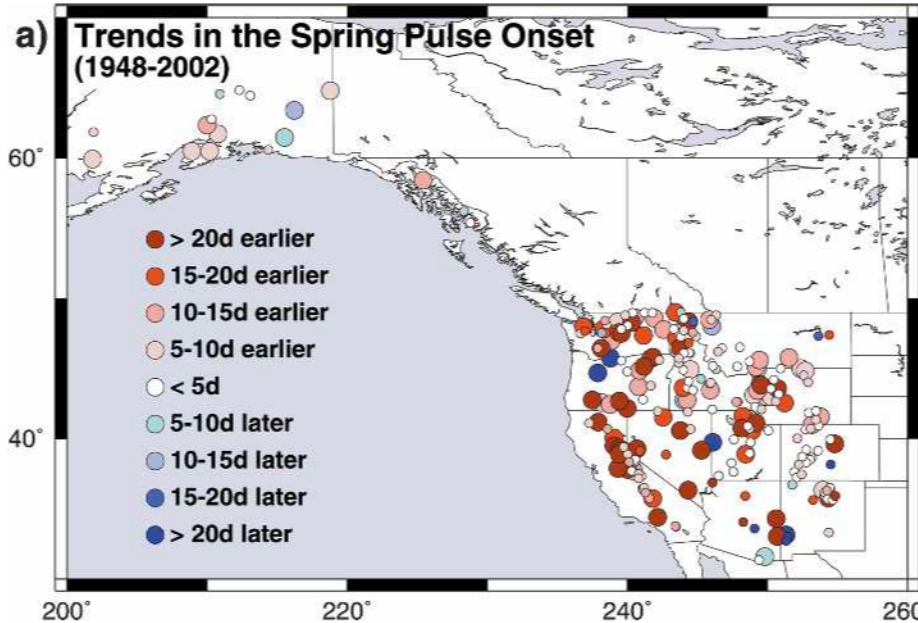 a) Trends in the Spring Pulse Onset
(1948-2002)
60°
> 20d earlier
15-20d earlier
10-15d earlier
5-10d earlier
< 5d
5-10d later
10-15d later
15-20d later
> 20d later
40°
200° 220° 240° 260